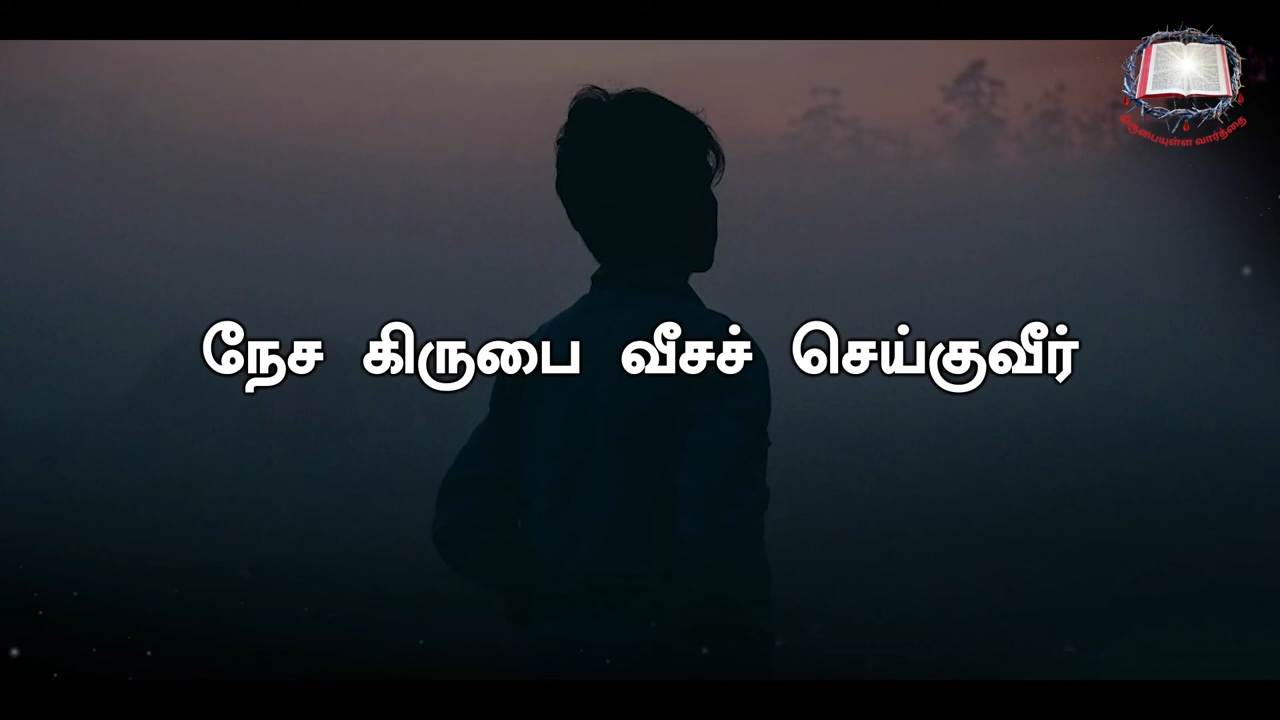 கிருபையுள்ள வார்த்தை
நேச கிருபை வீசச் செய்குவீர்